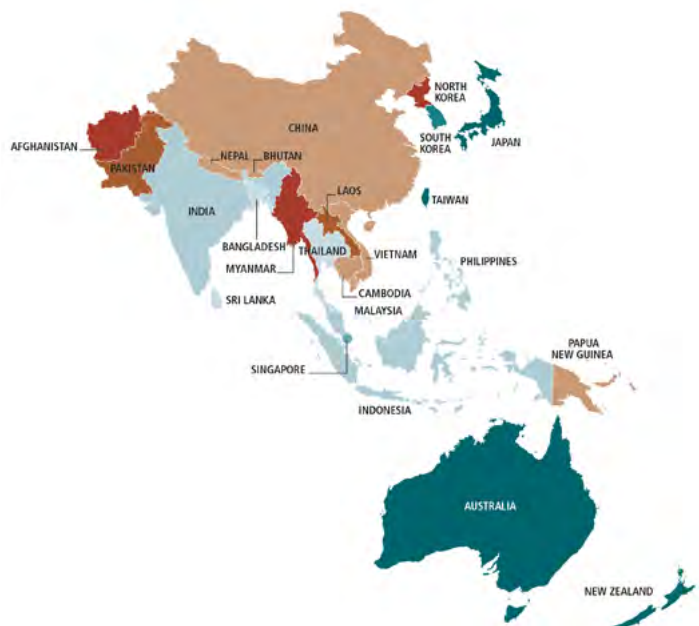 NORTH
KOREA
CHINA
AFGHANISTAN
SOUTH
KOREA
JAPAN
NEPAL
BHUTAN
PAKISTAN
LAOS
TAIWAN
INDIA
BANGLADESH
THAILAND
VIETNAM
PHILIPPINES
MYANMAR
CAMBODIA
SRI LANKA
MALAYSIA
PAPUA
NEW GUINEA
SINGAPORE
INDONESIA
AUSTRALIA
NEW ZEALAND